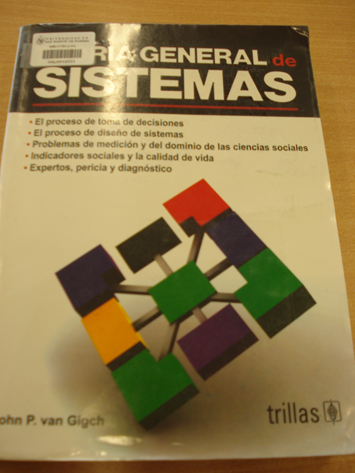 GENERAL de
SISTEMAS
• El proceso de toma de decisiones
• El proceso de diseño de sistemas
• Problemas de medición y del dominio de las ciencias sociales
• Indicadores sociales y la calidad de vida
• Expertos, pericia y diagnóstico
ohn P. van Gigch
trillas